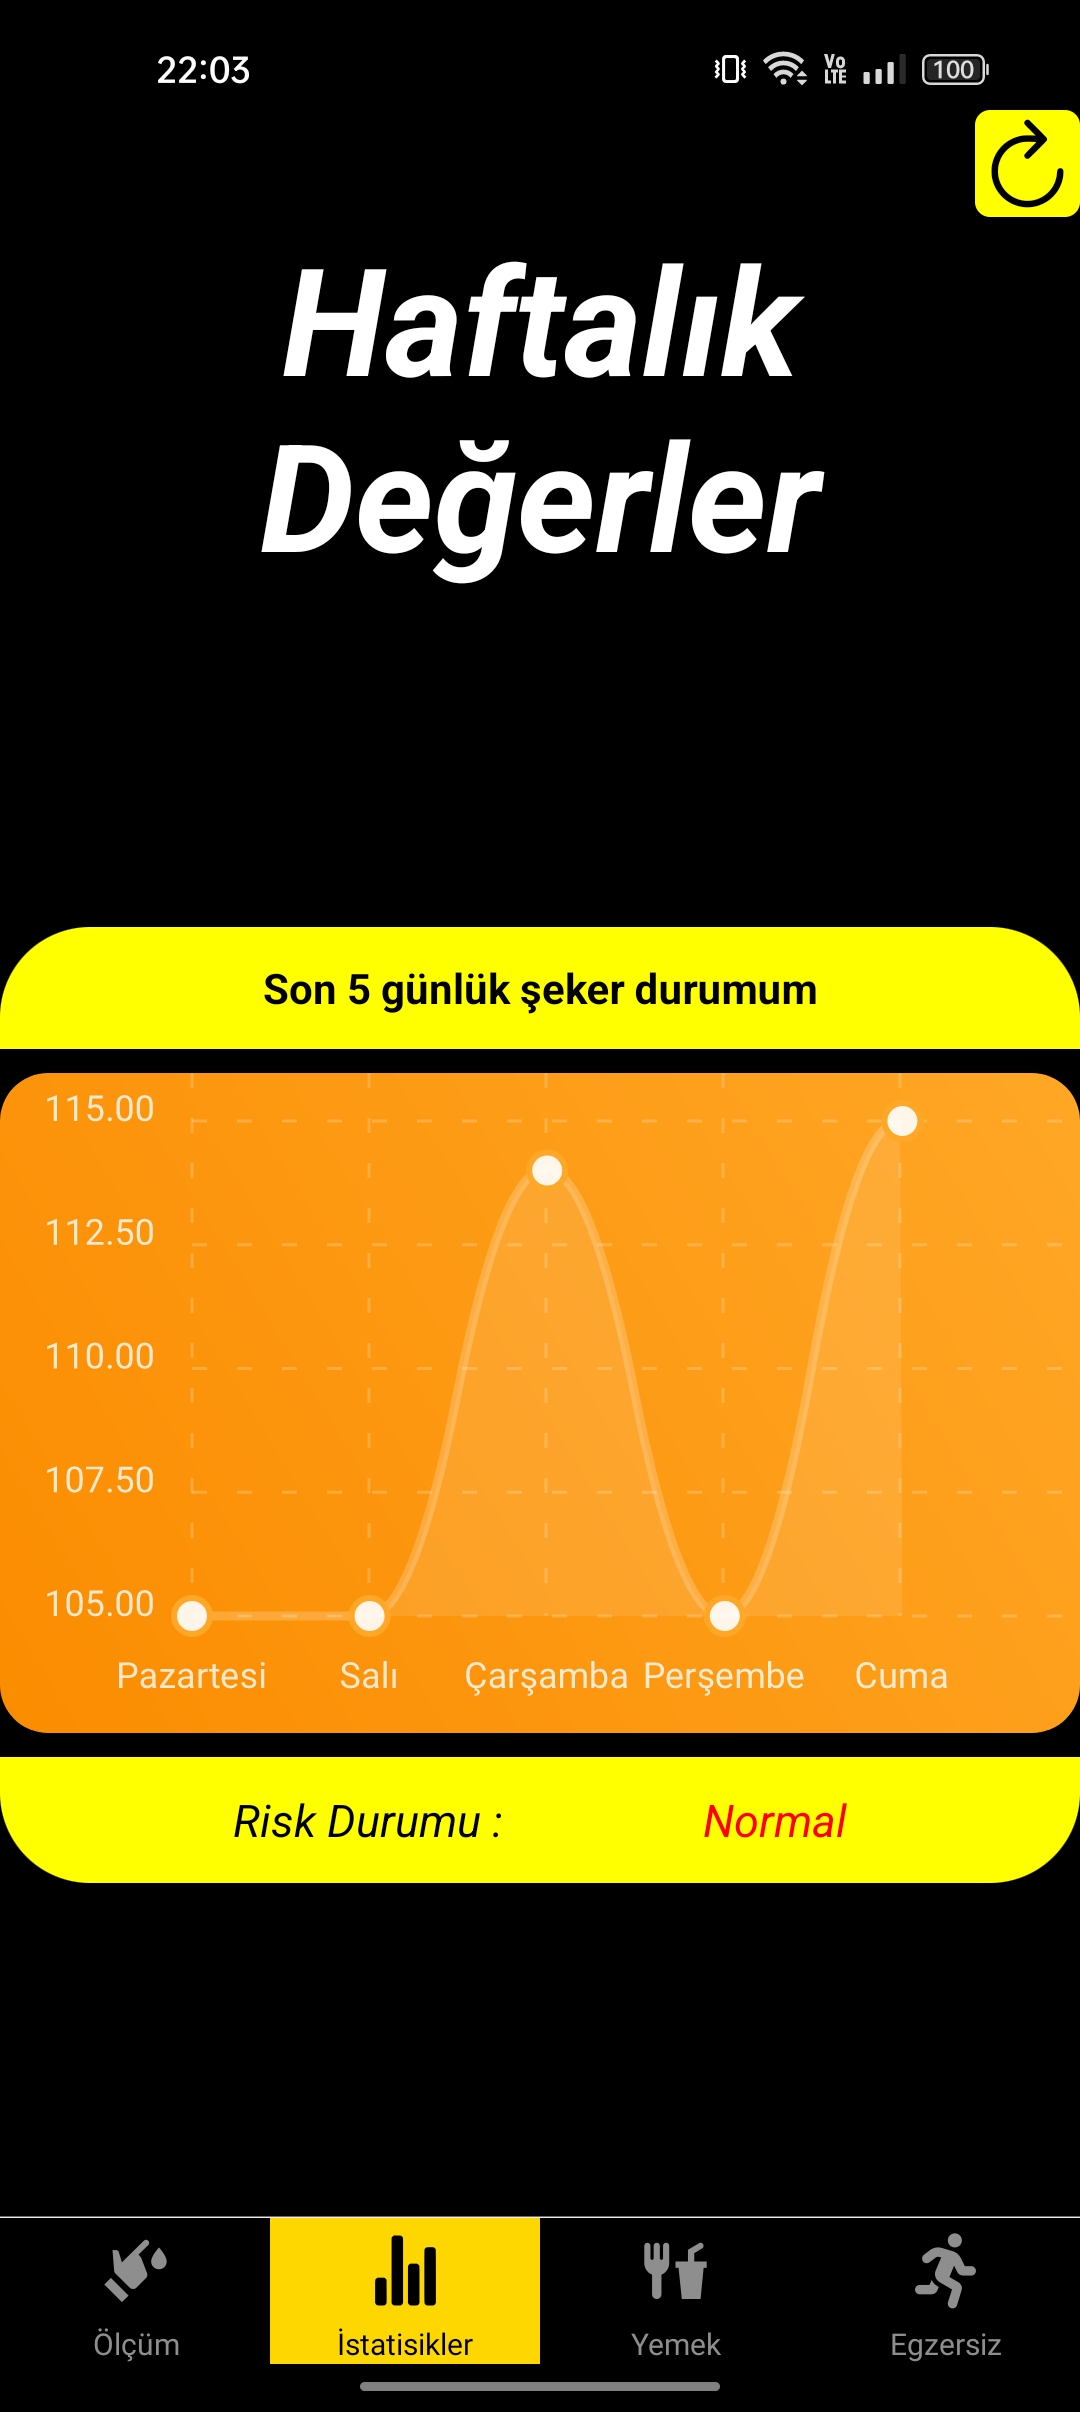 22:03
Vo
LTE
100
Haftalık
Değerler
Son 5 günlük şeker durumum
115.00
112.50
110.00
107.50
105.00
Pazartesi Salı Çarşamba Perşembe Cuma
Risk Durumu : Normal
Ölçüm İstatisikler Yemek Egzersiz